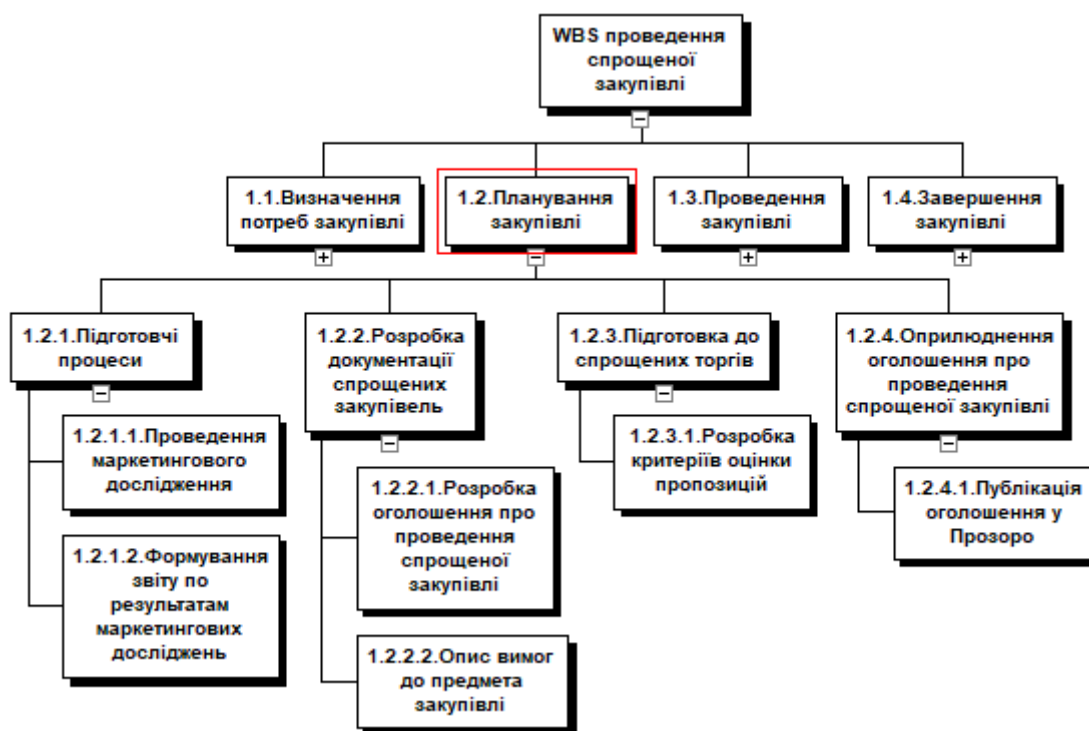 WBS проведення
спрощеної
закупівлі
1.1.Визначення
потреб закупівлі
1.2.Планування
закупівлі
1.3.Проведення
закупівлі
1.4.Завершення
закупівлі
1.2.1.Підготовчі
процеси
1.2.2.Розробка
документації
спрощених
закупівель
1.2.3.Підготовка до
спрощених торгів
1.2.4.Оприлюднення
оголошення про
проведення
спрощеної закупівлі
1.2.1.1.Проведення
маркетингового
дослідження
1.2.1.2.Формування
звіту по
результатам
маркетингових
досліджень
1.2.2.1.Розробка
оголошення про
проведення
спрощеної
закупівлі
1.2.2.2.Опис вимог
до предмета
закупівлі
1.2.3.1.Розробка
критеріїв оцінки
пропозицій
1.2.4.1.Публікація
оголошення у
Прозоро